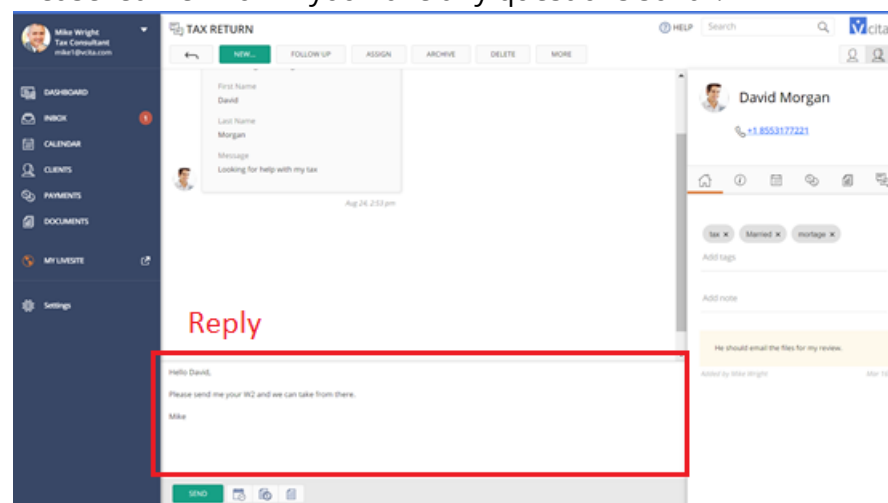 Mike Wright
Tax Consultant
mike1@vcita.com
DASHBOARD
INBOX
CALENDAR
CLIENTS
PAYMENTS
DOCUMENTS
MY LIVESITE
Settings
TAX RETURN
HELP
Search
vcita
NEW...
FOLLOW UP
ASSIGN
ARCHIVE
DELETE
MORE
First Name
David
Last Name
Morgan
Message
Looking for help with my tax
Aug 24, 2:53 pm
Reply
Hello David,
Please send me your W2 and we can take from there.
Mike
SEND
David Morgan
+1 8553177221
tax x Married x mortage x
Add tags
Add note
He should email the files for my review.
Added by Mike Wright